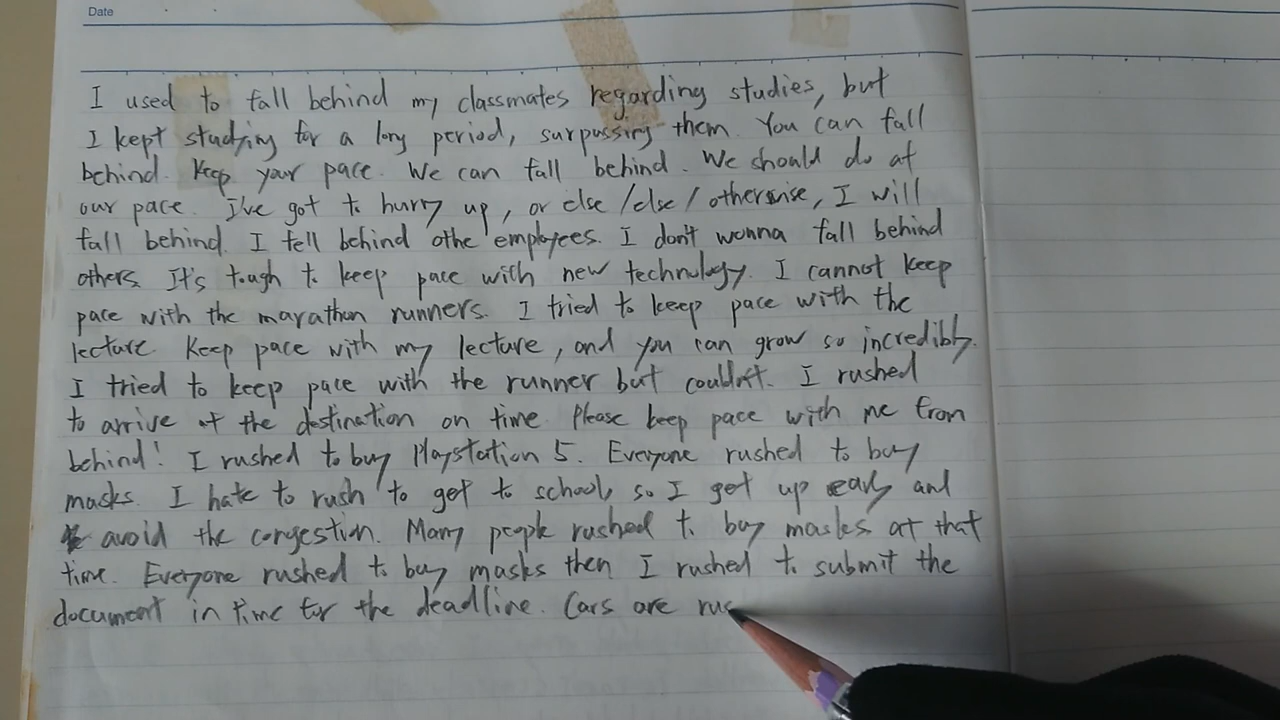 Date
I used to fall behind my classmates regarding studies, but
I kept studying for a long period, surpassing them. You can fall
behind. Keep your pace. We can fall behind. We should do at
our pace. I've got to hurry up, or else /else / otherwise, I will
fall behind. I fell behind othe employees. I don't wanna fall behind
others. It's tough to keep pace with new technology. I cannot keep
pace with the marathon runners. I tried to keep pace with the
lecture. Keep pace with my lecture, and you can grow so incredibly.
I tried to keep pace with the runner but couldn't. I rushed
to arrive at the destination on time. Please keep pace with me from
behind! I rushed to buy Playstation 5. Everyone rushed to buy
masks. I hate to rush to get to school, so I get up early and
avoid the congestion. Many people rushed to buy masks at that
time. Everyone rushed to buy masks then I rushed to submit the
document in time for the deadline. Cars are rus